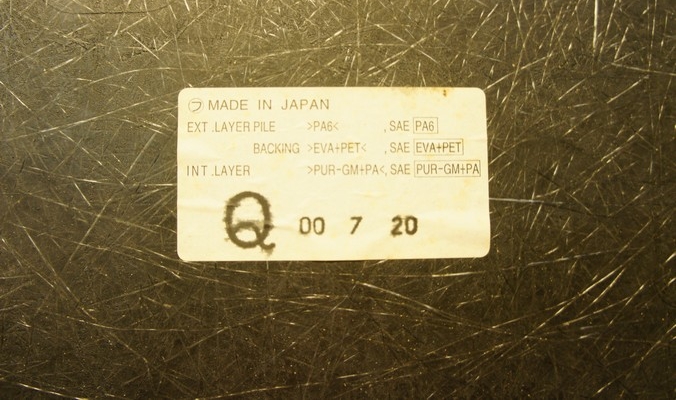 ㋶ MADE IN JAPAN
EXT .LAYER PILE >PA6< , SAE PA6
BACKING >EVA+PET< , SAE EVA+PET
INT .LAYER >PUR-GM+PA<, SAE PUR-GM+PA
Q 00 7 20